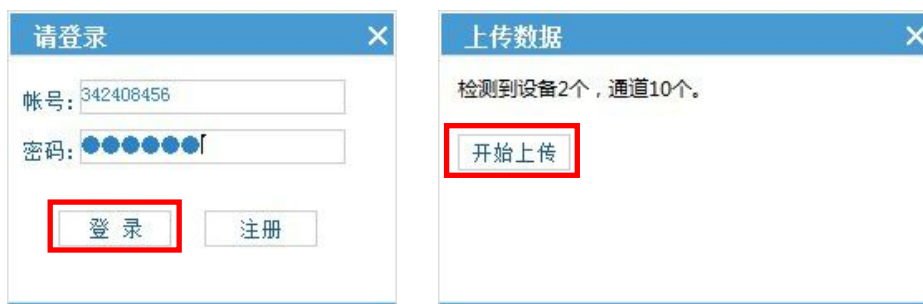 请登录
帐号: 342408456
密码: ●●●●●●
登 录
注册
上传数据
检测到设备2个，通道10个。
开始上传